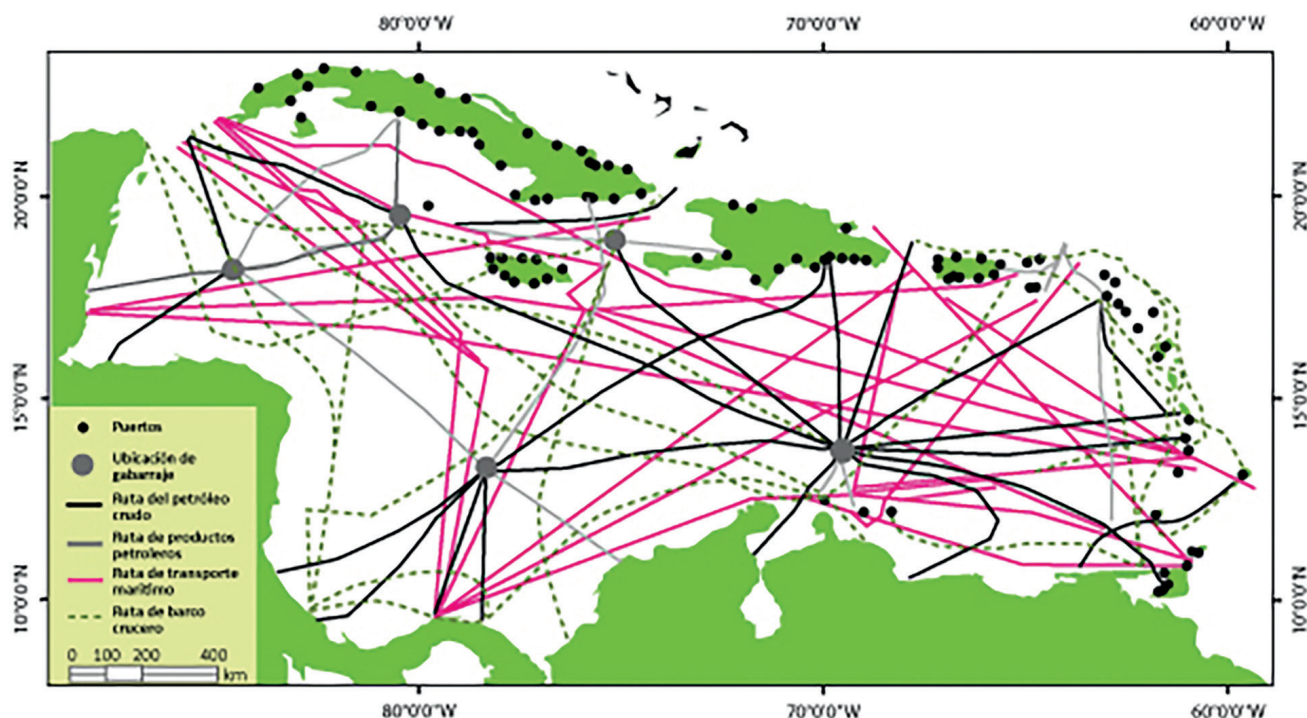 80°0'0"W 70°0'0"W 60°0'0"W
20°0'0"N 20°0'0"N
15°0'0"N 15°0'0"N
10°0'0"N 10°0'0"N
Puertos
Ubicación de
gabarraje
Ruta del petróleo
crudo
Ruta de productos
petroleros
Ruta de transporte
marítimo
Ruta de barco
crucero
0 100 200 400
km
80°0'0"W 70°0'0"W 60°0'0"W